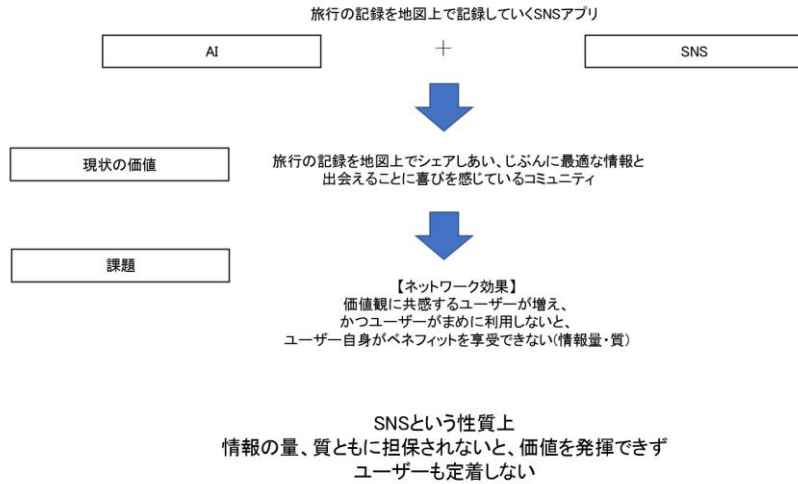 旅行の記録を地図上で記録していくSNSアプリ
AI
＋
SNS
現状の価値
旅行の記録を地図上でシェアしあい、じぶんに最適な情報と
出会えることに喜びを感じているコミュニティ
課題
【ネットワーク効果】
価値観に共感するユーザーが増え、
かつユーザーがまめに利用しないと、
ユーザー自身がベネフィットを享受できない(情報量・質)
SNSという性質上
情報の量、質ともに担保されないと、価値を発揮できず
ユーザーも定着しない